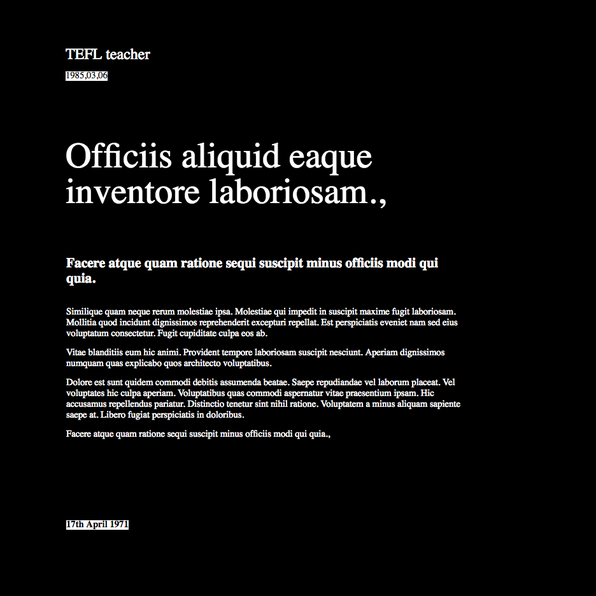 TEFL teacher
1985,03,06
Officiis aliquid eaque
inventore laboriosam.,
Facere atque quam ratione sequi suscipit minus officiis modi qui
quia.
Similique quam neque rerum molestiae ipsa. Molestiae qui impedit in suscipit maxime fugit laboriosam.
Mollitia quod incidunt dignissimos reprehenderit excepturi repellat. Est perspiciatis eveniet nam sed eius
voluptatum consectetur. Fugit cupiditate culpa eos ab.
Vitae blanditiis eum hic animi. Provident tempore laboriosam suscipit nesciunt. Aperiam dignissimos
numquam quas explicabo quos architecto voluptatibus.
Dolore est sunt quidem commodi debitis assumenda beatae. Saepe repudiandae vel laborum placeat. Vel
voluptates hic culpa aperiam. Voluptatibus quas commodi aspernatur vitae praesentium ipsam. Hic
accusamus repellendus pariatur. Distinctio tenetur sint nihil ratione. Voluptatem a minus aliquam sapiente
saepe at. Libero fugiat perspiciatis in doloribus.
Facere atque quam ratione sequi suscipit minus officiis modi qui quia.,
17th April 1971